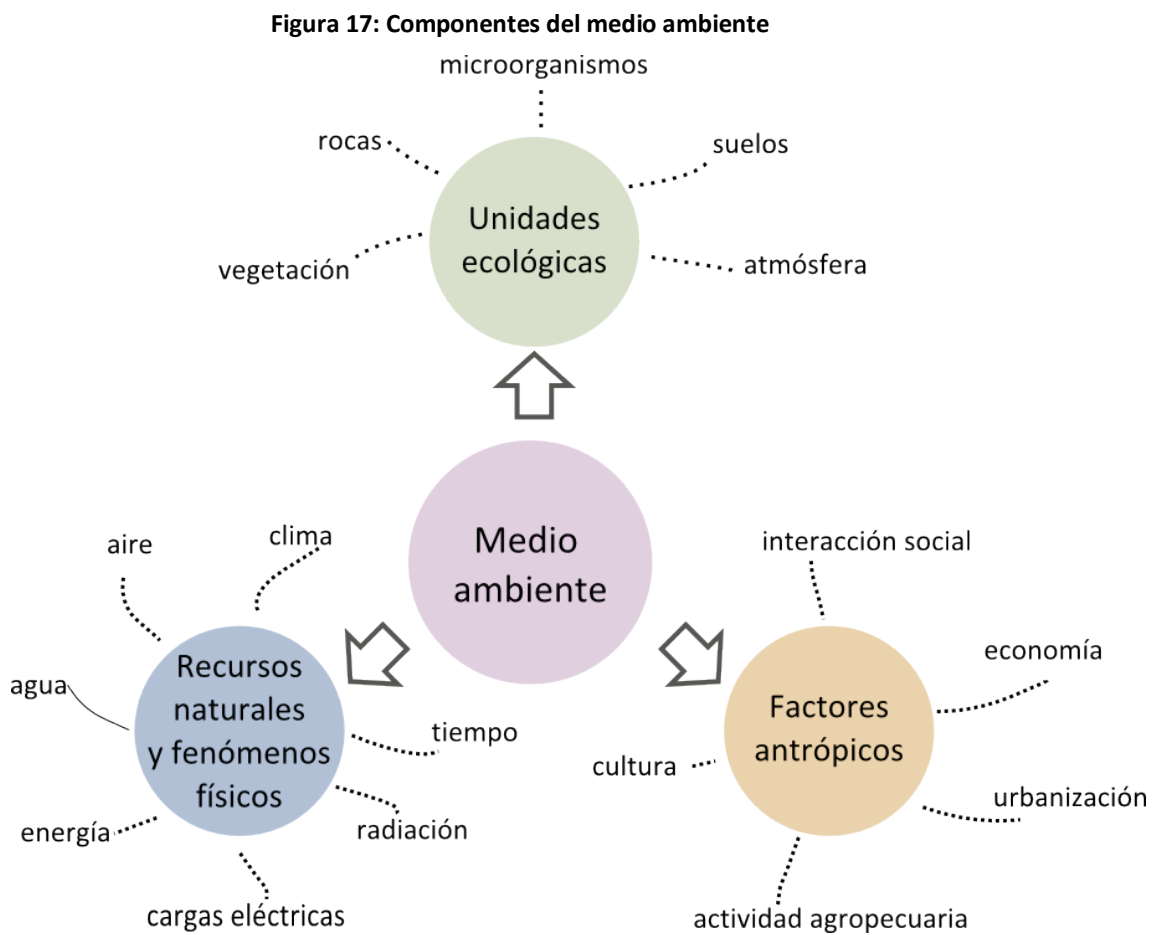 Figura 17: Componentes del medio ambiente
microorganismos
rocas
suelos
Unidades
ecológicas
vegetación
atmósfera
Medio
ambiente
aire
clima
interacción social
Recursos
naturales
y fenómenos
físicos
agua
tiempo
energía
radiación
cargas eléctricas
Factores
antrópicos
economía
cultura
urbanización
actividad agropecuaria